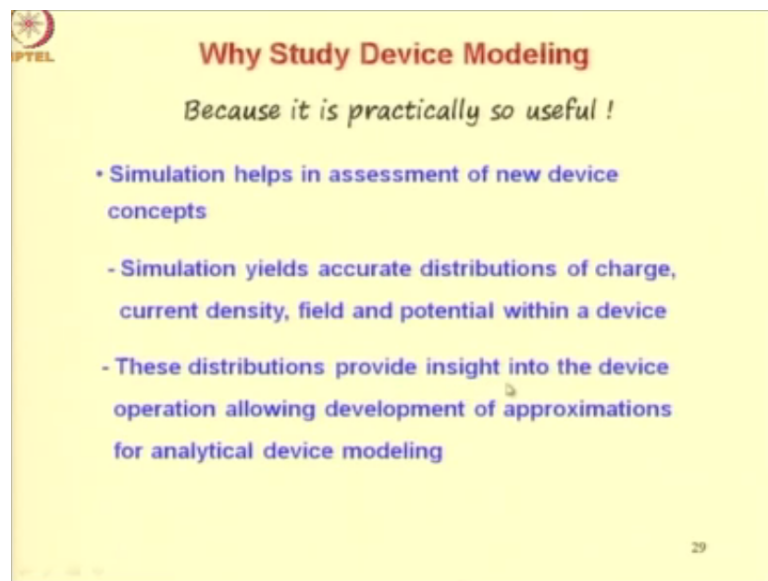 PTEL
Why Study Device Modeling
Because it is practically so useful !
• Simulation helps in assessment of new device
concepts
- Simulation yields accurate distributions of charge,
current density, field and potential within a device
- These distributions provide insight into the device
operation allowing development of approximations
for analytical device modeling
29